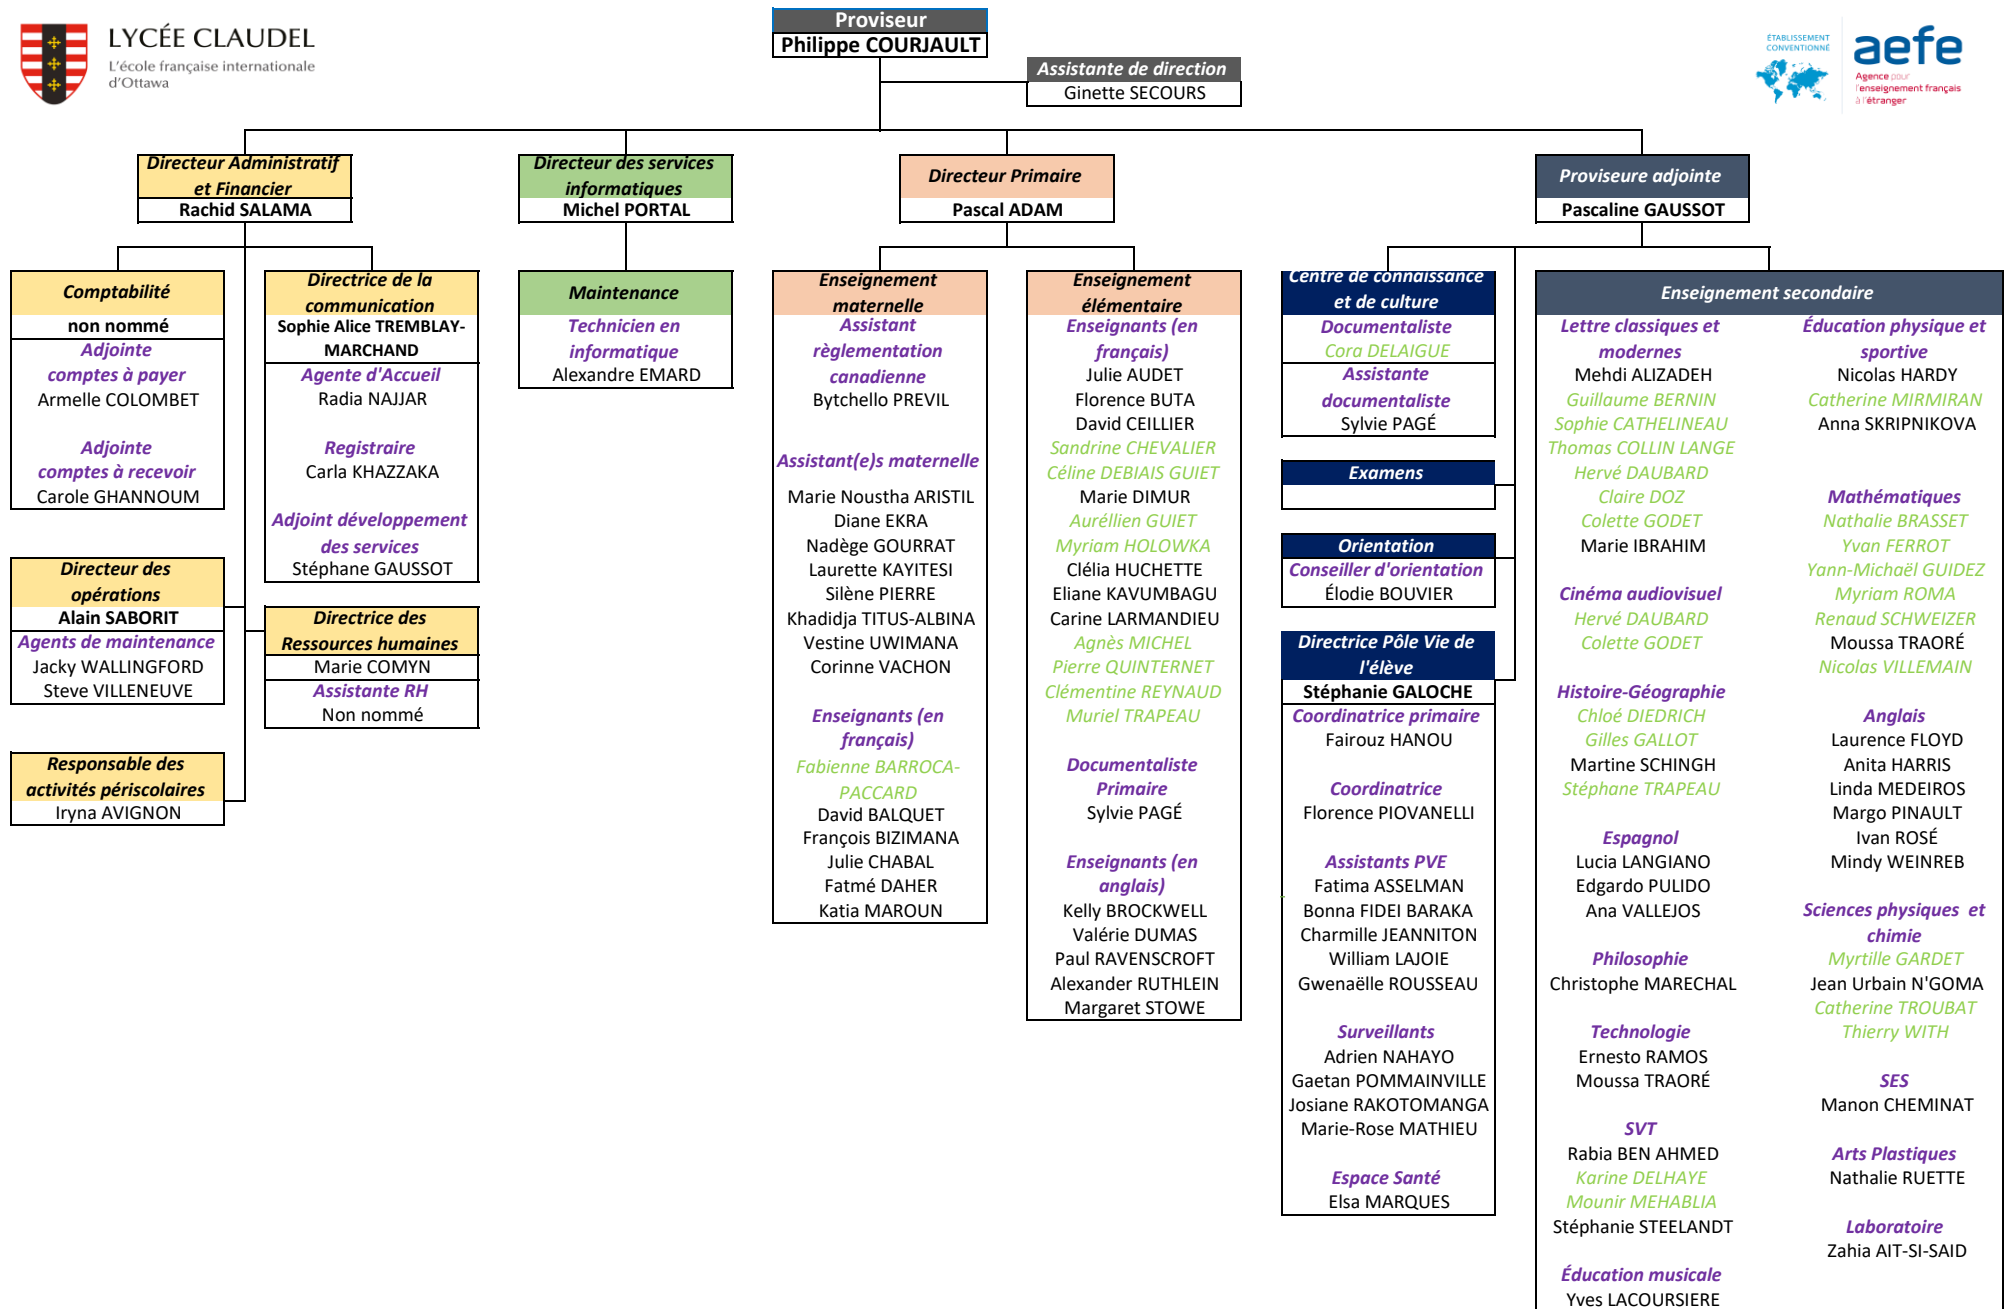 LYCÉE CLAUDEL
L'école française internationale
d'Ottawa
Proviseur
Philippe COURJAULT
Assistante de direction
Ginette SECOURS
ÉTABLISSEMENT
CONVENTIONNÉ
aefe
Agence pour
l'enseignement français
à l'étranger
Directeur Administratif
et Financier
Rachid SALAMA
Directeur des services
informatiques
Michel PORTAL
Directeur Primaire
Pascal ADAM
Proviseure adjointe
Pascaline GAUSSOT
Comptabilité
non nommé
Adjointe
comptes à payer
Armelle COLOMBET
Adjointe
comptes à recevoir
Carole GHANNOUM
Directeur des
opérations
Alain SABORIT
Agents de maintenance
Jacky WALLINGFORD
Steve VILLENEUVE
Responsable des
activités périscolaires
Iryna AVIGNON
Directrice de la
communication
Sophie Alice TREMBLAY-
MARCHAND
Agente d'Accueil
Radia NAJJAR
Registraire
Carla KHAZZAKA
Adjoint développement
des services
Stéphane GAUSSOT
Directrice des
Ressources humaines
Marie COMYN
Assistante RH
Non nommé
Maintenance
Technicien en
informatique
Alexandre EMARD
Enseignement
maternelle
Assistant
règlementation
canadienne
Bytchello PREVIL
Assistant(e)s maternelle
Marie Noustha ARISTIL
Diane EKRA
Nadège GOURRAT
Laurette KAYITESI
Silène PIERRE
Khadidja TITUS-ALBINA
Vestine UWIMANA
Corinne VACHON
Enseignants (en
français)
Fabienne BARROCA-
PACCARD
David BALQUET
François BIZIMANA
Julie CHABAL
Fatmé DAHER
Katia MAROUN
Enseignement
élémentaire
Enseignants (en
français)
Julie AUDET
Florence BUTA
David CEILLIER
Sandrine CHEVALIER
Céline DEBIAIS GUIET
Marie DIMUR
Auréllien GUIET
Myriam HOLOWKA
Clélia HUCHETTE
Eliane KAVUMBAGU
Carine LARMANDIEU
Agnès MICHEL
Pierre QUINTERNET
Clémentine REYNAUD
Muriel TRAPEAU
Documentaliste
Primaire
Sylvie PAGÉ
Enseignants (en
anglais)
Kelly BROCKWELL
Valérie DUMAS
Paul RAVENSCROFT
Alexander RUTHLEIN
Margaret STOWE
Centre de connaissance
et de culture
Documentaliste
Cora DELAIGUE
Assistante
documentaliste
Sylvie PAGÉ
Examens
Orientation
Conseiller d'orientation
Élodie BOUVIER
Directrice Pôle Vie de
l'élève
Stéphanie GALOCHE
Coordinatrice primaire
Fairouz HANOU
Coordinatrice
Florence PIOVANELLI
Assistants PVE
Fatima ASSELMAN
Bonna FIDEI BARAKA
Charmille JEANNITON
William LAJOIE
Gwenaëlle ROUSSEAU
Surveillants
Adrien NAHAYO
Gaetan POMMAINVILLE
Josiane RAKOTOMANGA
Marie-Rose MATHIEU
Espace Santé
Elsa MARQUES
Enseignement secondaire
Lettre classiques et
modernes
Mehdi ALIZADEH
Guillaume BERNIN
Sophie CATHELINEAU
Thomas COLLIN LANGE
Hervé DAUBARD
Claire DOZ
Colette GODET
Marie IBRAHIM
Cinéma audiovisuel
Hervé DAUBARD
Colette GODET
Histoire-Géographie
Chloé DIEDRICH
Gilles GALLOT
Martine SCHINGH
Stéphane TRAPEAU
Espagnol
Lucia LANGIANO
Edgardo PULIDO
Ana VALLEJOS
Philosophie
Christophe MARECHAL
Technologie
Ernesto RAMOS
Moussa TRAORÉ
SVT
Rabia BEN AHMED
Karine DELHAYE
Mounir MEHABLIA
Stéphanie STEELANDT
Éducation musicale
Yves LACOURSIERE
Éducation physique et
sportive
Nicolas HARDY
Catherine MIRMIRAN
Anna SKRIPNIKOVA
Mathématiques
Nathalie BRASSET
Yvan FERROT
Yann-Michaël GUIDEZ
Myriam ROMA
Renaud SCHWEIZER
Moussa TRAORÉ
Nicolas VILLEMAIN
Anglais
Laurence FLOYD
Anita HARRIS
Linda MEDEIROS
Margo PINAULT
Ivan ROSÉ
Mindy WEINREB
Sciences physiques et
chimie
Myrtille GARDET
Jean Urbain N'GOMA
Catherine TROUBAT
Thierry WITH
SES
Manon CHEMINAT
Arts Plastiques
Nathalie RUETTE
Laboratoire
Zahia AIT-SI-SAID